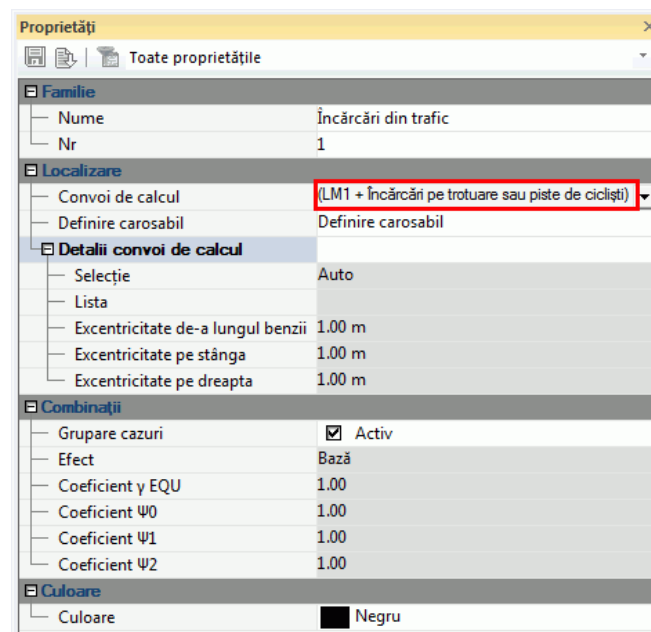 Proprietăți
Toate proprietățile
Familie
Nume Încărcări din trafic
Nr 1
Localizare
Convoi de calcul (LM1 + Încărcări pe trotuare sau piste de cicliști)
Definire carosabil Definire carosabil
Detalii convoi de calcul
Selecție Auto
Lista
Excentricitate de-a lungul benzii 1.00 m
Excentricitate pe stânga 1.00 m
Excentricitate pe dreapta 1.00 m
Combinații
Grupare cazuri Activ
Efect Bază
Coeficient γ EQU 1.00
Coeficient Ψ0 1.00
Coeficient Ψ1 1.00
Coeficient Ψ2 1.00
Culoare
Culoare Negru